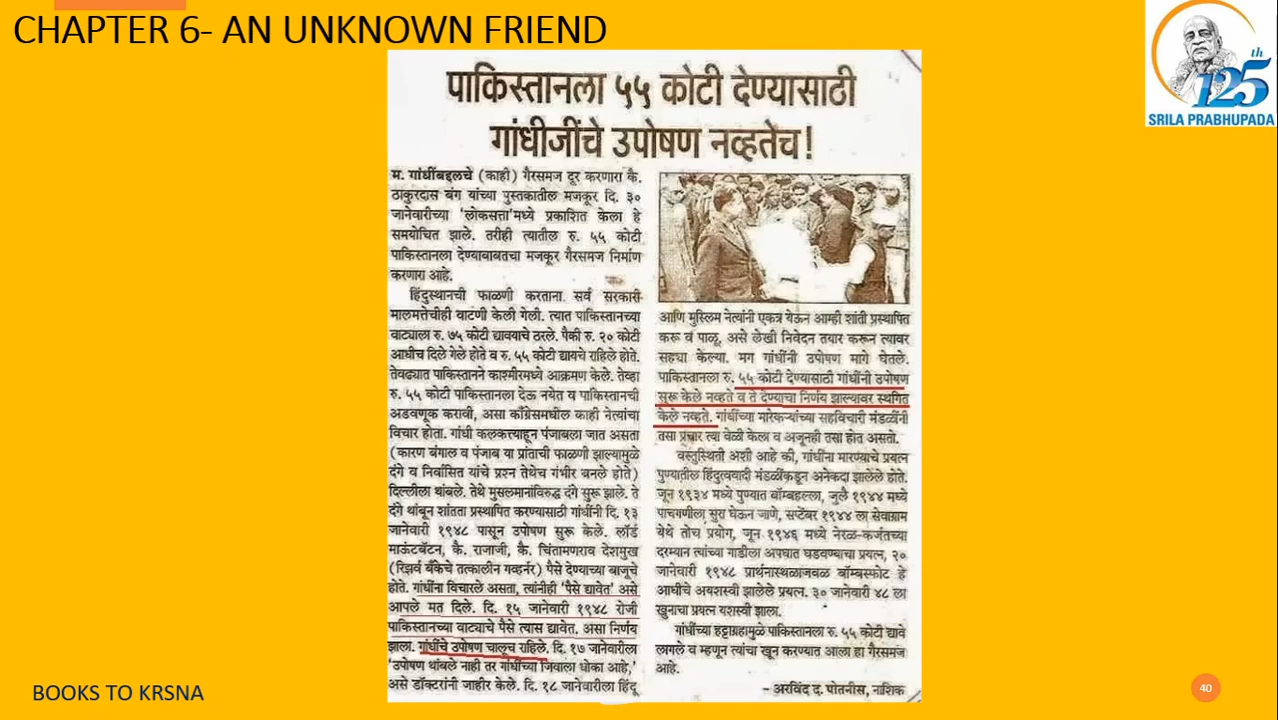 CHAPTER 6- AN UNKNOWN FRIEND
th
125
SRILA PRABHUPADA
पाकिस्तानला ५५ कोटी देण्यासाठी
गांधीजींचे उपोषण नव्हतेच!
म. गांधींबद्दलचे (काही) गैरसमज दूर करणारा कै.
ठाकुरदास बंग यांच्या पुस्तकातील मजकूर दि. ३०
जानेवारीच्या 'लोकसत्ता'मध्ये प्रकाशित केला हे
समयोचित झाले. तरीही त्यातील रु. ५५ कोटी
पाकिस्तानला देण्याबाबतचा मजकूर गैरसमज निर्माण
करणारा आहे.
हिंदुस्थानची फाळणी करताना सर्व सरकारी
मालमत्तेचीही वाटणी केली गेली. त्यात पाकिस्तानच्या
वाट्याला रु. ७५ कोटी द्यावयाचे ठरले. पैकी रु. २० कोटी
आधीच दिले गेले होते व रु. ५५ कोटी द्यायचे राहिले होते.
तेवढ्यात पाकिस्तानने काश्मीरमध्ये आक्रमण केले. तेव्हा
रु. ५५ कोटी पाकिस्तानला देऊ नयेत व पाकिस्तानची
अडवणूक करावी, असा काँग्रेसमधील काही नेत्यांचा
विचार होता. गांधी कलकत्त्याहून पंजाबला जात असता
(कारण बंगाल व पंजाब या प्रांताची फाळणी झाल्यामुळे
दंगे व निर्वासित यांचे प्रश्न तेथेच गंभीर बनले होते)
दिल्लीला थांबले. तेथे मुसलमानांविरुद्ध दंगे सुरू झाले. ते
दंगे थांबून शांतता प्रस्थापित करण्यासाठी गांधींनी दि. १३
जानेवारी १९४८ पासून उपोषण सुरू केले. लॉर्ड
माऊंटबॅटन, कै. राजाजी, कै. चिंतामणराव देशमुख
(रिझर्व बँकेचे तत्कालीन गव्हर्नर) पैसे देण्याच्या बाजूचे
होते. गांधींना विचारले असता, त्यांनीही 'पैसे द्यावेत' असे
आपले मत दिले. दि. १५ जानेवारी १९४८ रोजी
पाकिस्तानच्या वाट्याचे पैसे त्यास द्यावेत. असा निर्णय
झाला. गांधींचे उपोषण चालूच राहिले. दि. १७ जानेवारीला
'उपोषण थांबले नाही तर गांधींच्या जिवाला धोका आहे,'
असे डॉक्टरांनी जाहीर केले. दि. १८ जानेवारीला हिंदू
आणि मुस्लिम नेत्यांनी एकत्र येऊन आम्ही शांती प्रस्थापित
करू व पाळू, असे लेखी निवेदन तयार करून त्यावर
सह्या केल्या. मग गांधींनी उपोषण मागे घेतले.
पाकिस्तानला रु. ५५ कोटी देण्यासाठी गांधींनी उपोषण
सुरू केले नव्हते व ते देण्याचा निर्णय झाल्यावर स्थगित
केले नव्हते. गांधींच्या मारेकऱ्यांच्या सहविचारी मंडळींनी
तसा प्रचार त्या वेळी केला व अजूनही तसा होत असतो.
वस्तुस्थिती अशी आहे की, गांधींना मारण्याचे प्रयत्न
पुण्यातील हिंदुत्ववादी मंडळींकडून अनेकदा झालेले होते.
जून १९३४ मध्ये पुण्यात बॉम्बहल्ला, जुलै १९४४ मध्ये
पाचगणीला सुरा घेऊन जाणे, सप्टेंबर १९४४ ला सेवाग्राम
येथे तोच प्रयोग, जून १९४६ मध्ये नेरळ-कर्जतच्या
दरम्यान त्यांच्या गाडीला अपघात घडवण्याचा प्रयत्न, २०
जानेवारी १९४८ प्रार्थनास्थळाजवळ बॉम्बस्फोट हे
आधीचे अयशस्वी झालेले प्रयत्न. ३० जानेवारी ४८ ला
खुनाचा प्रयत्न यशस्वी झाला.
गांधींच्या हट्टाग्रहामुळे पाकिस्तानला रु. ५५ कोटी द्यावे
लागले व म्हणून त्यांचा खून करण्यात आला हा गैरसमज
आहे.
– अरविंद द. पोतनीस, नाशिक
BOOKS TO KRSNA
40